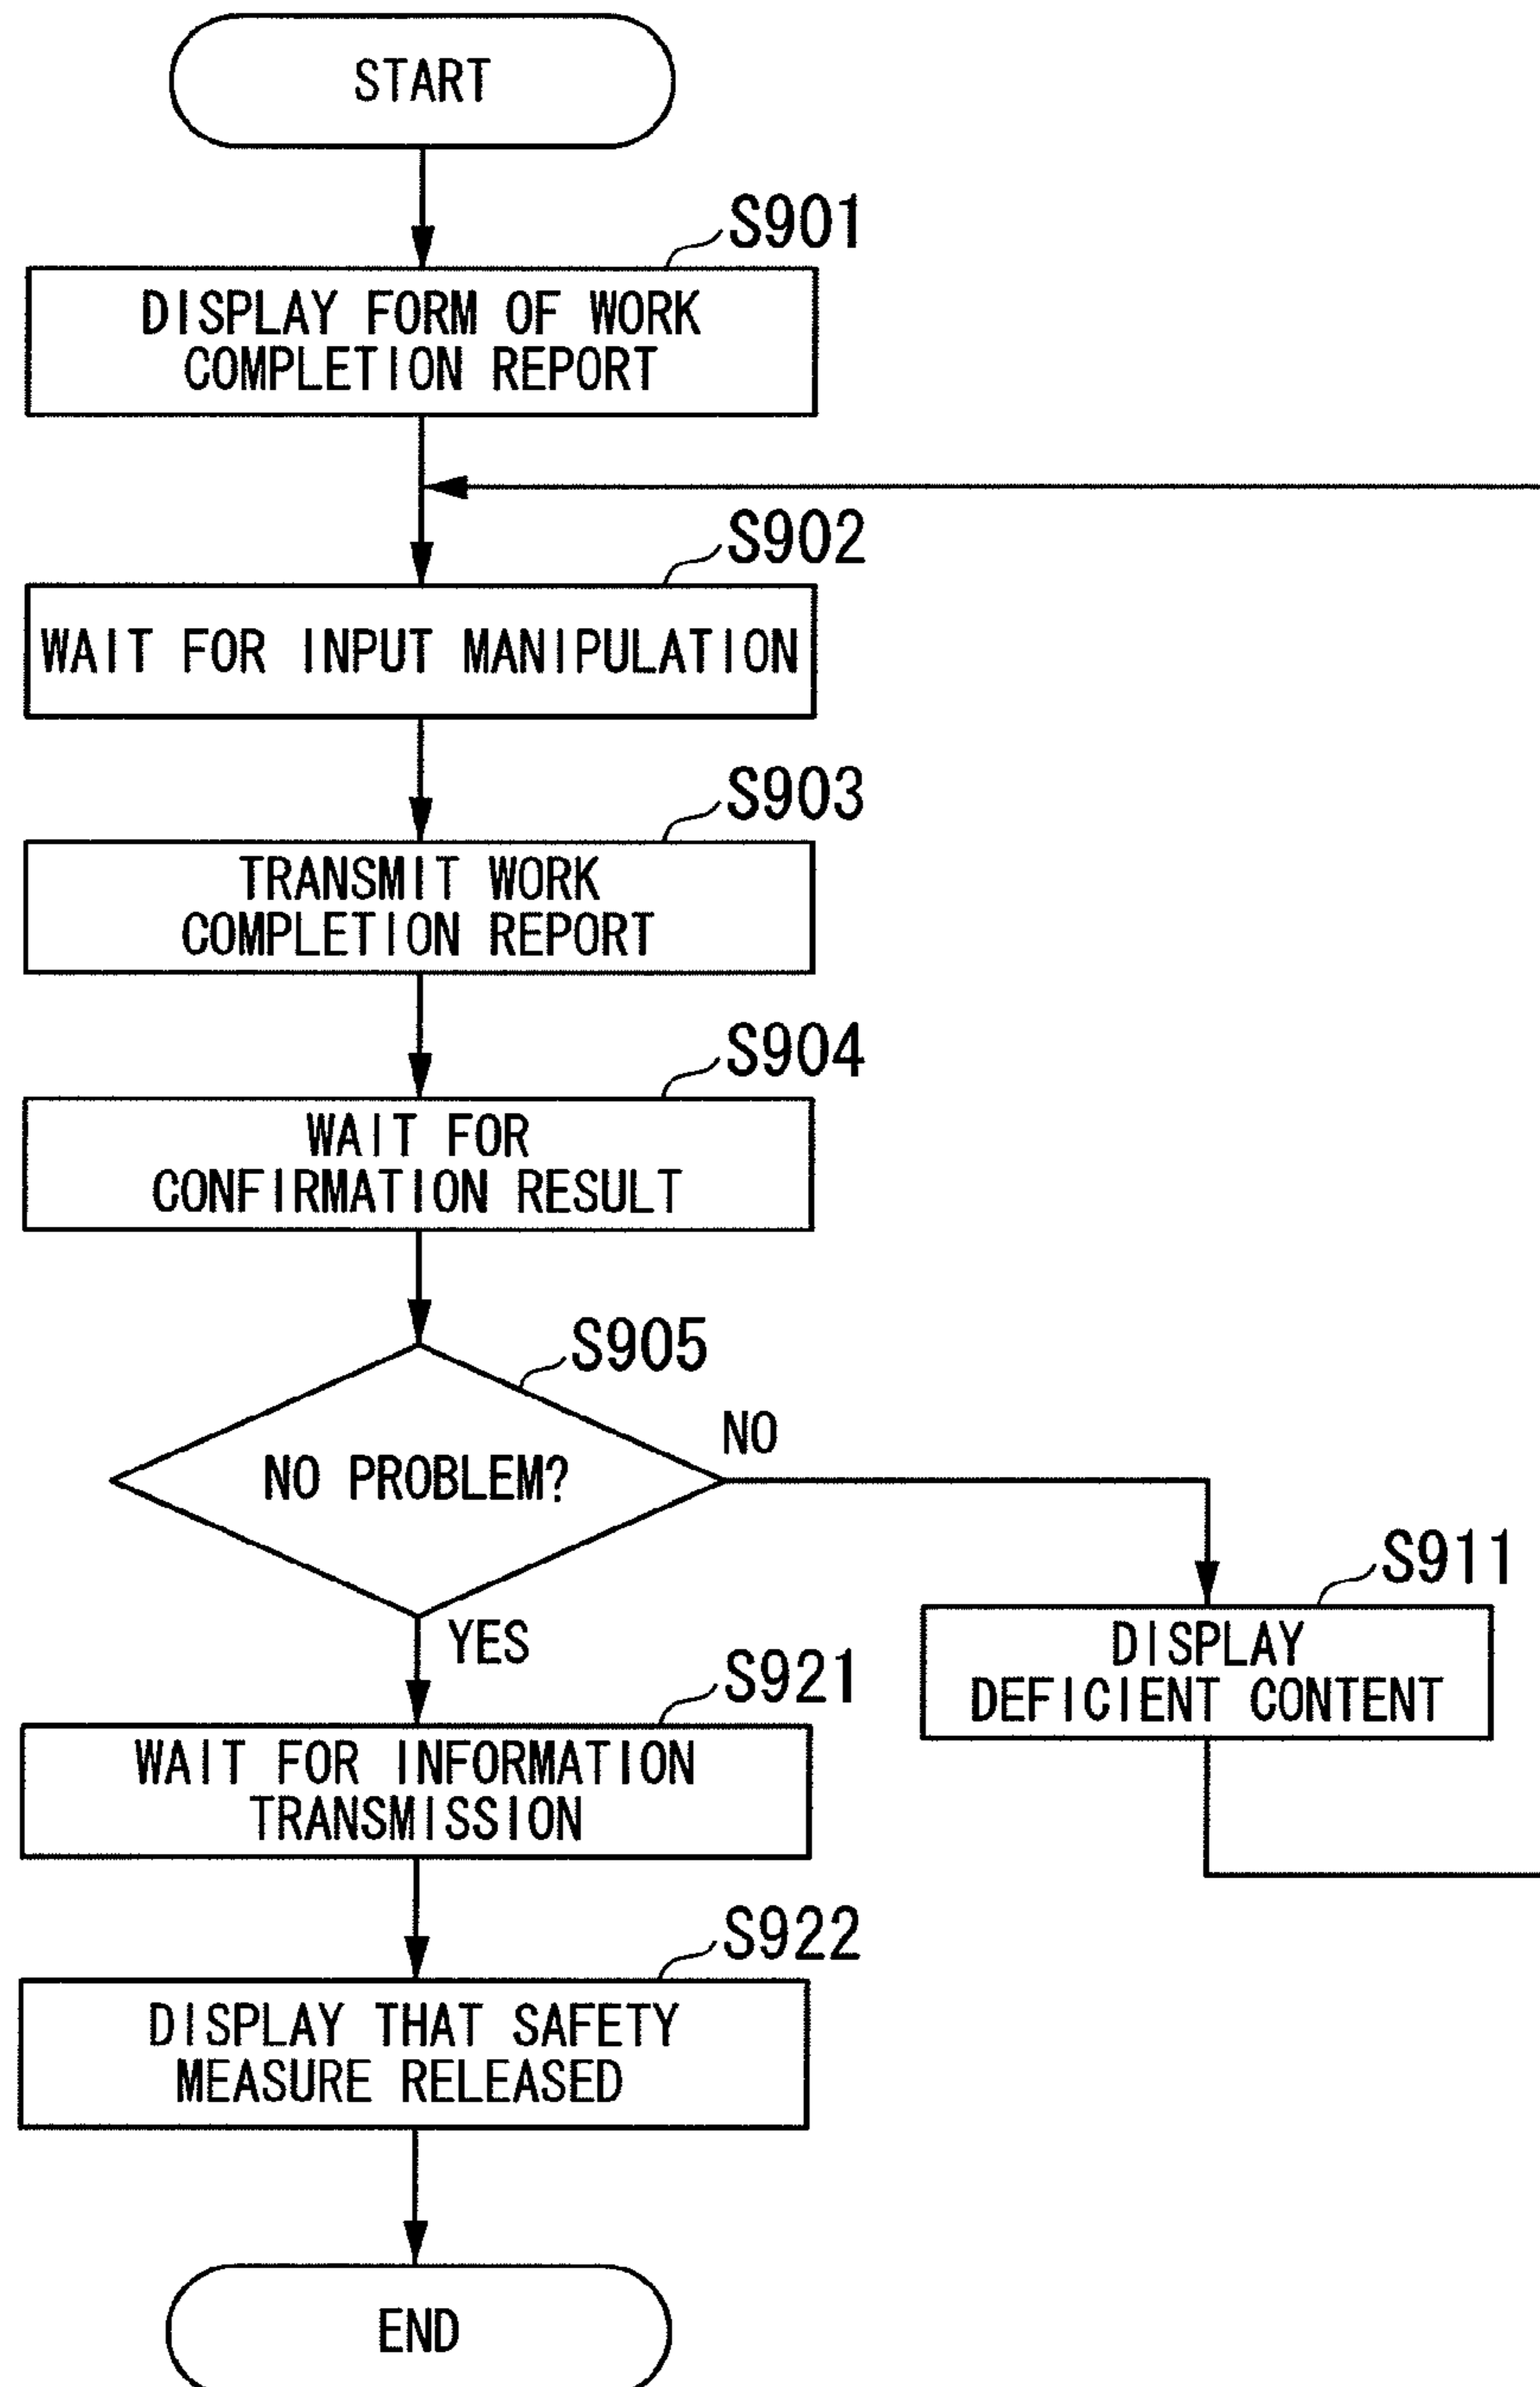 START
S901
DISPLAY FORM OF WORK
COMPLETION REPORT
S902
WAIT FOR INPUT MANIPULATION
S903
TRANSMIT WORK
COMPLETION REPORT
S904
WAIT FOR
CONFIRMATION RESULT
S905
NO PROBLEM?
NO
YES
S911
DISPLAY
DEFICIENT CONTENT
S921
WAIT FOR INFORMATION
TRANSMISSION
S922
DISPLAY THAT SAFETY
MEASURE RELEASED
END